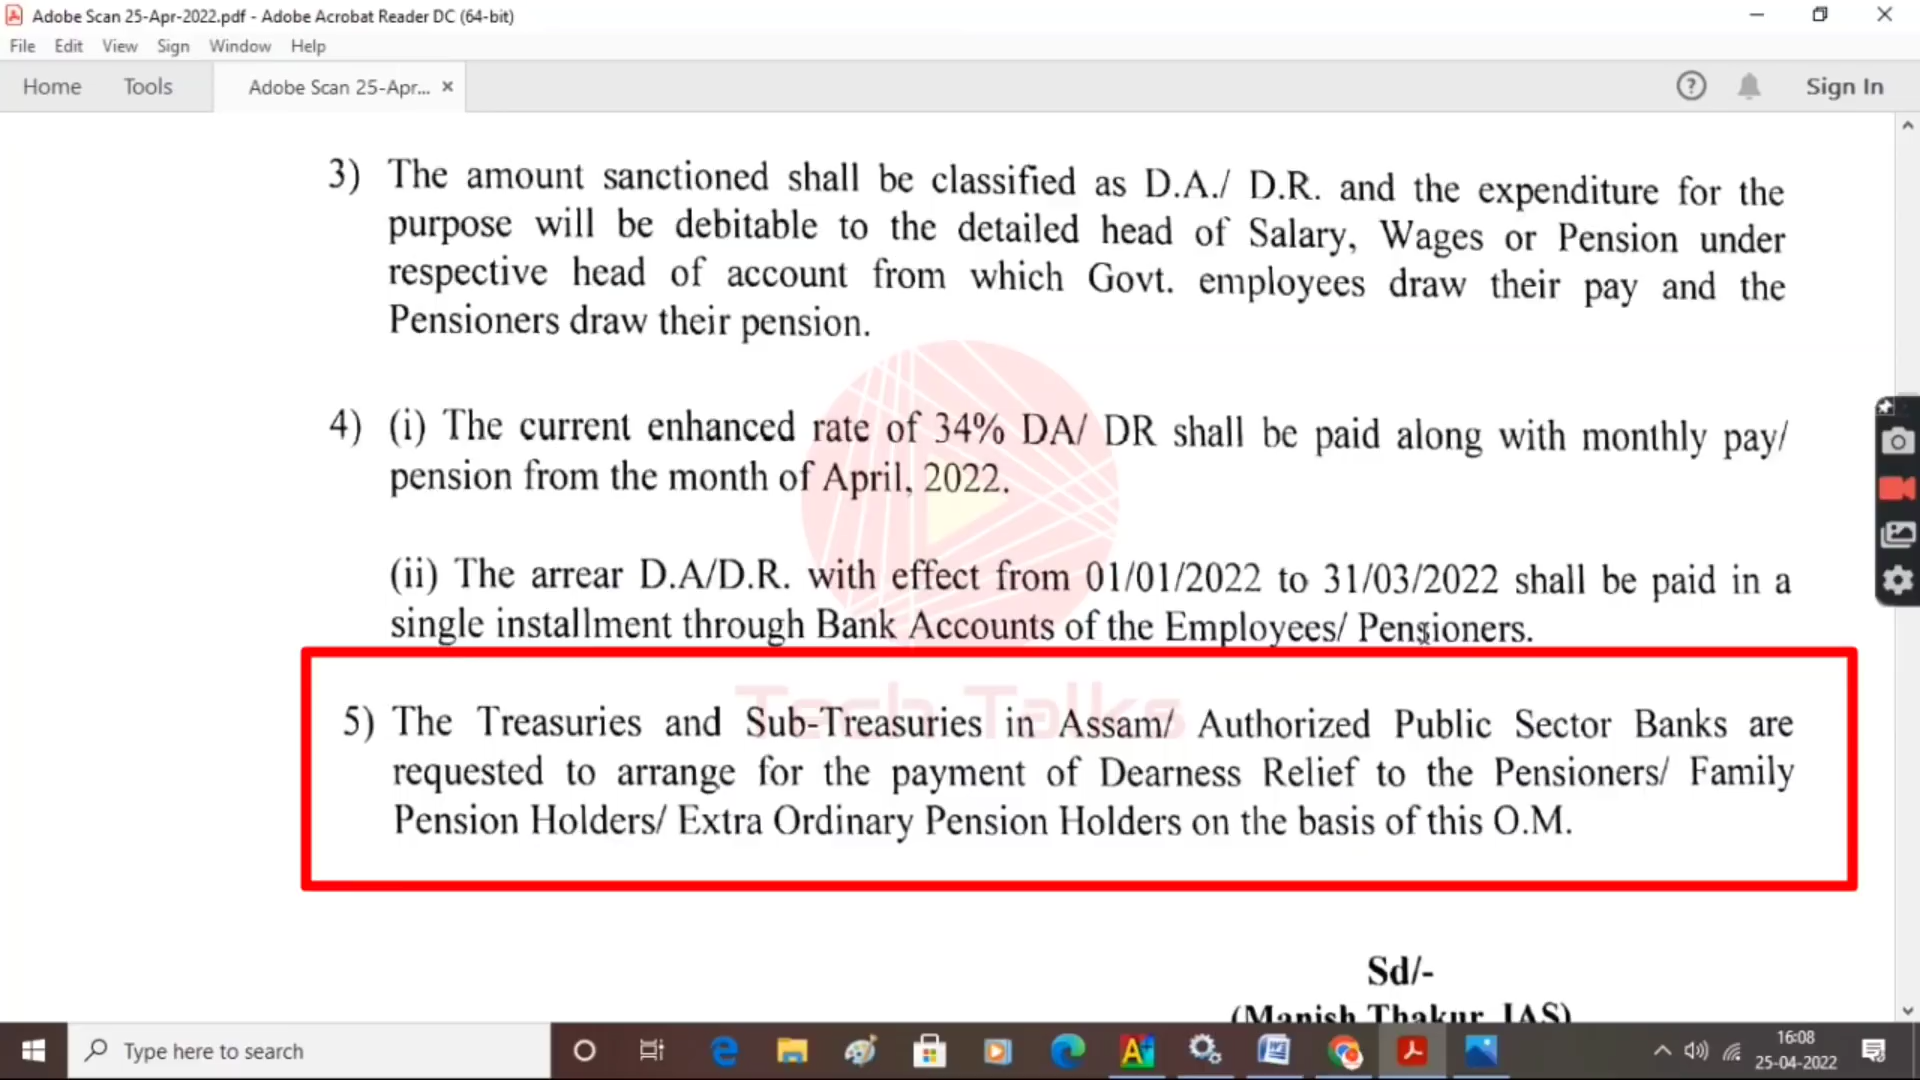 Adobe Scan 25-Apr-2022.pdf - Adobe Acrobat Reader DC (64-bit)
File Edit View Sign Window Help
Home Tools Adobe Scan 25-Apr... × Sign In
3) The amount sanctioned shall be classified as D.A./ D.R. and the expenditure for the
purpose will be debitable to the detailed head of Salary, Wages or Pension under
respective head of account from which Govt. employees draw their pay and the
Pensioners draw their pension.
4) (i) The current enhanced rate of 34% DA/ DR shall be paid along with monthly pay/
pension from the month of April, 2022.
(ii) The arrear D.A/D.R. with effect from 01/01/2022 to 31/03/2022 shall be paid in a
single installment through Bank Accounts of the Employees/ Pensioners.
Tech Talks
5) The Treasuries and Sub-Treasuries in Assam/ Authorized Public Sector Banks are
requested to arrange for the payment of Dearness Relief to the Pensioners/ Family
Pension Holders/ Extra Ordinary Pension Holders on the basis of this O.M.
Sd/-
(Manish Thakur, IAS)
Type here to search
16:08
25-04-2022